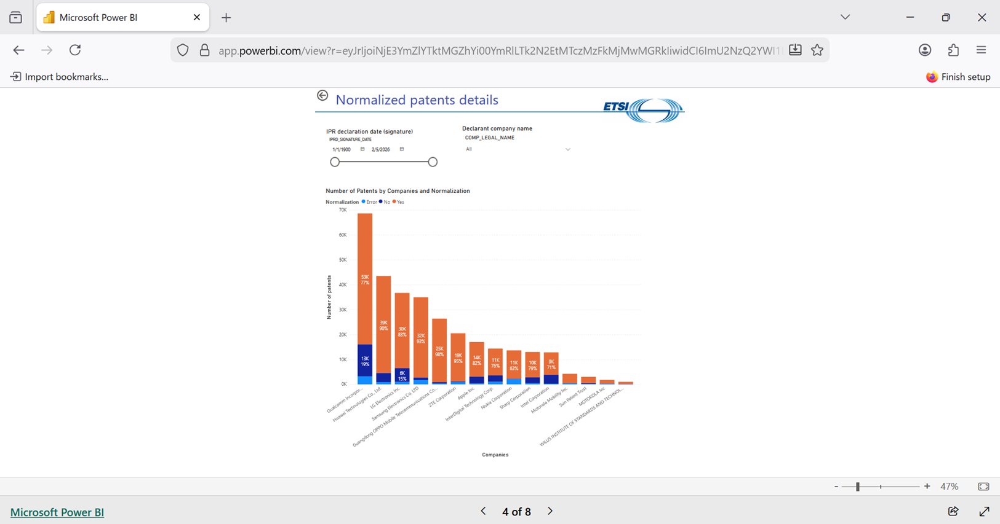 Microsoft Power BI
app.powerbi.com/view?r=eyJrIjoiNjE3YmZlYTktMGZhYi00YmRlLTk2N2EtMTczMzFkMjMwMGRkIiwidCI6ImU2NzQ2YWI1
Import bookmarks...
Finish setup
Normalized patents details
ETSI
IPR declaration date (signature)
IPRD_SIGNATURE_DATE
1/1/1900
2/5/2026
Declarant company name
COMP_LEGAL_NAME
All
Number of Patents by Companies and Normalization
Normalization Error No Yes
Number of patents
70K
60K
50K
40K
30K
20K
10K
0K
53K
77%
13K
19%
39K
90%
30K
83%
6K
15%
32K
93%
25K
98%
19K
95%
14K
82%
11K
76%
11K
83%
10K
79%
9K
71%
Qualcomm Incorpor...
Huawei Technologies Co., Ltd.
LG Electronics Inc.
Samsung Electronics Co, LTD
Guangdong OPPO Mobile Telecommunications Co...
ZTE Corporation
Apple Inc.
InterDigital Technology Corp.
Nokia Corporation
Sharp Corporation
Intel Corporation
Motorola Mobility Inc.
Sun Patent Trust
MOTOROLA Inc
WILUS INSTITUTE OF STANDARDS AND TECHNOL...
Companies
- + 47%
Microsoft Power BI
4 of 8